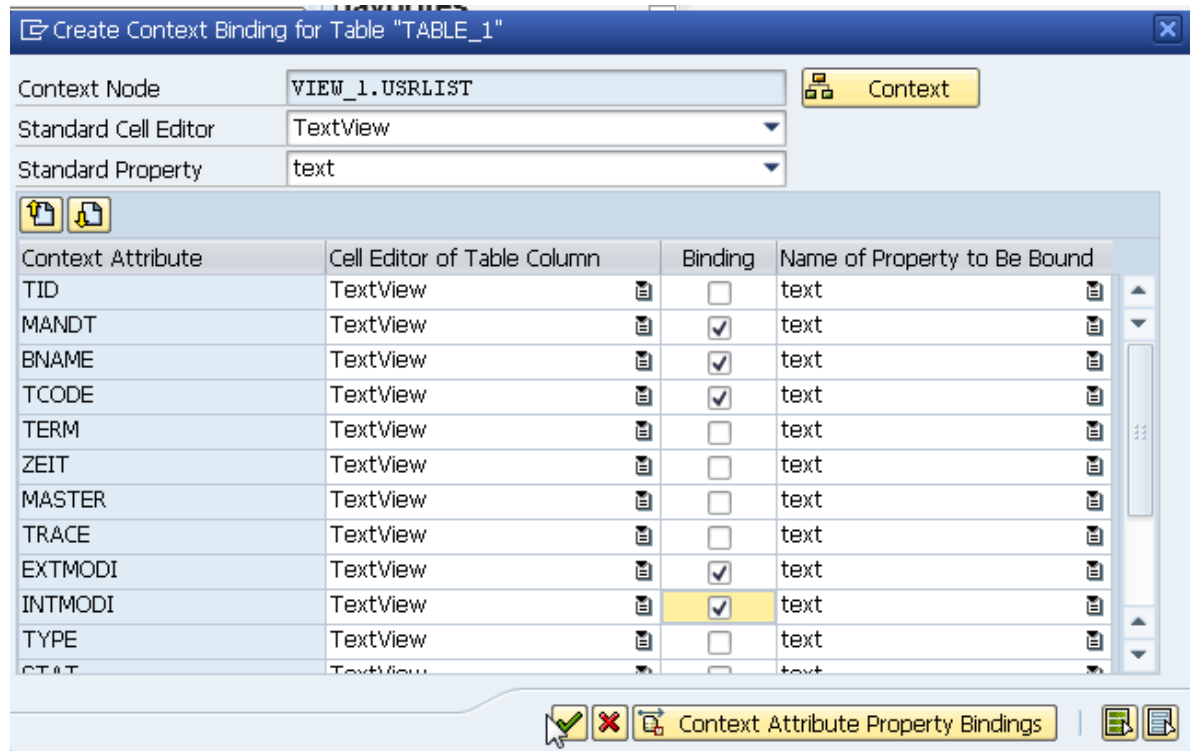 Create Context Binding for Table "TABLE_1"
Context Node VIEW_1.USRLIST Context
Standard Cell Editor TextView
Standard Property text
Context Attribute Cell Editor of Table Column Binding Name of Property to Be Bound
TID TextView text
MANDT TextView text
BNAME TextView text
TCODE TextView text
TERM TextView text
ZEIT TextView text
MASTER TextView text
TRACE TextView text
EXTMODI TextView text
INTMODI TextView text
TYPE TextView text
STAT TextView text
Context Attribute Property Bindings